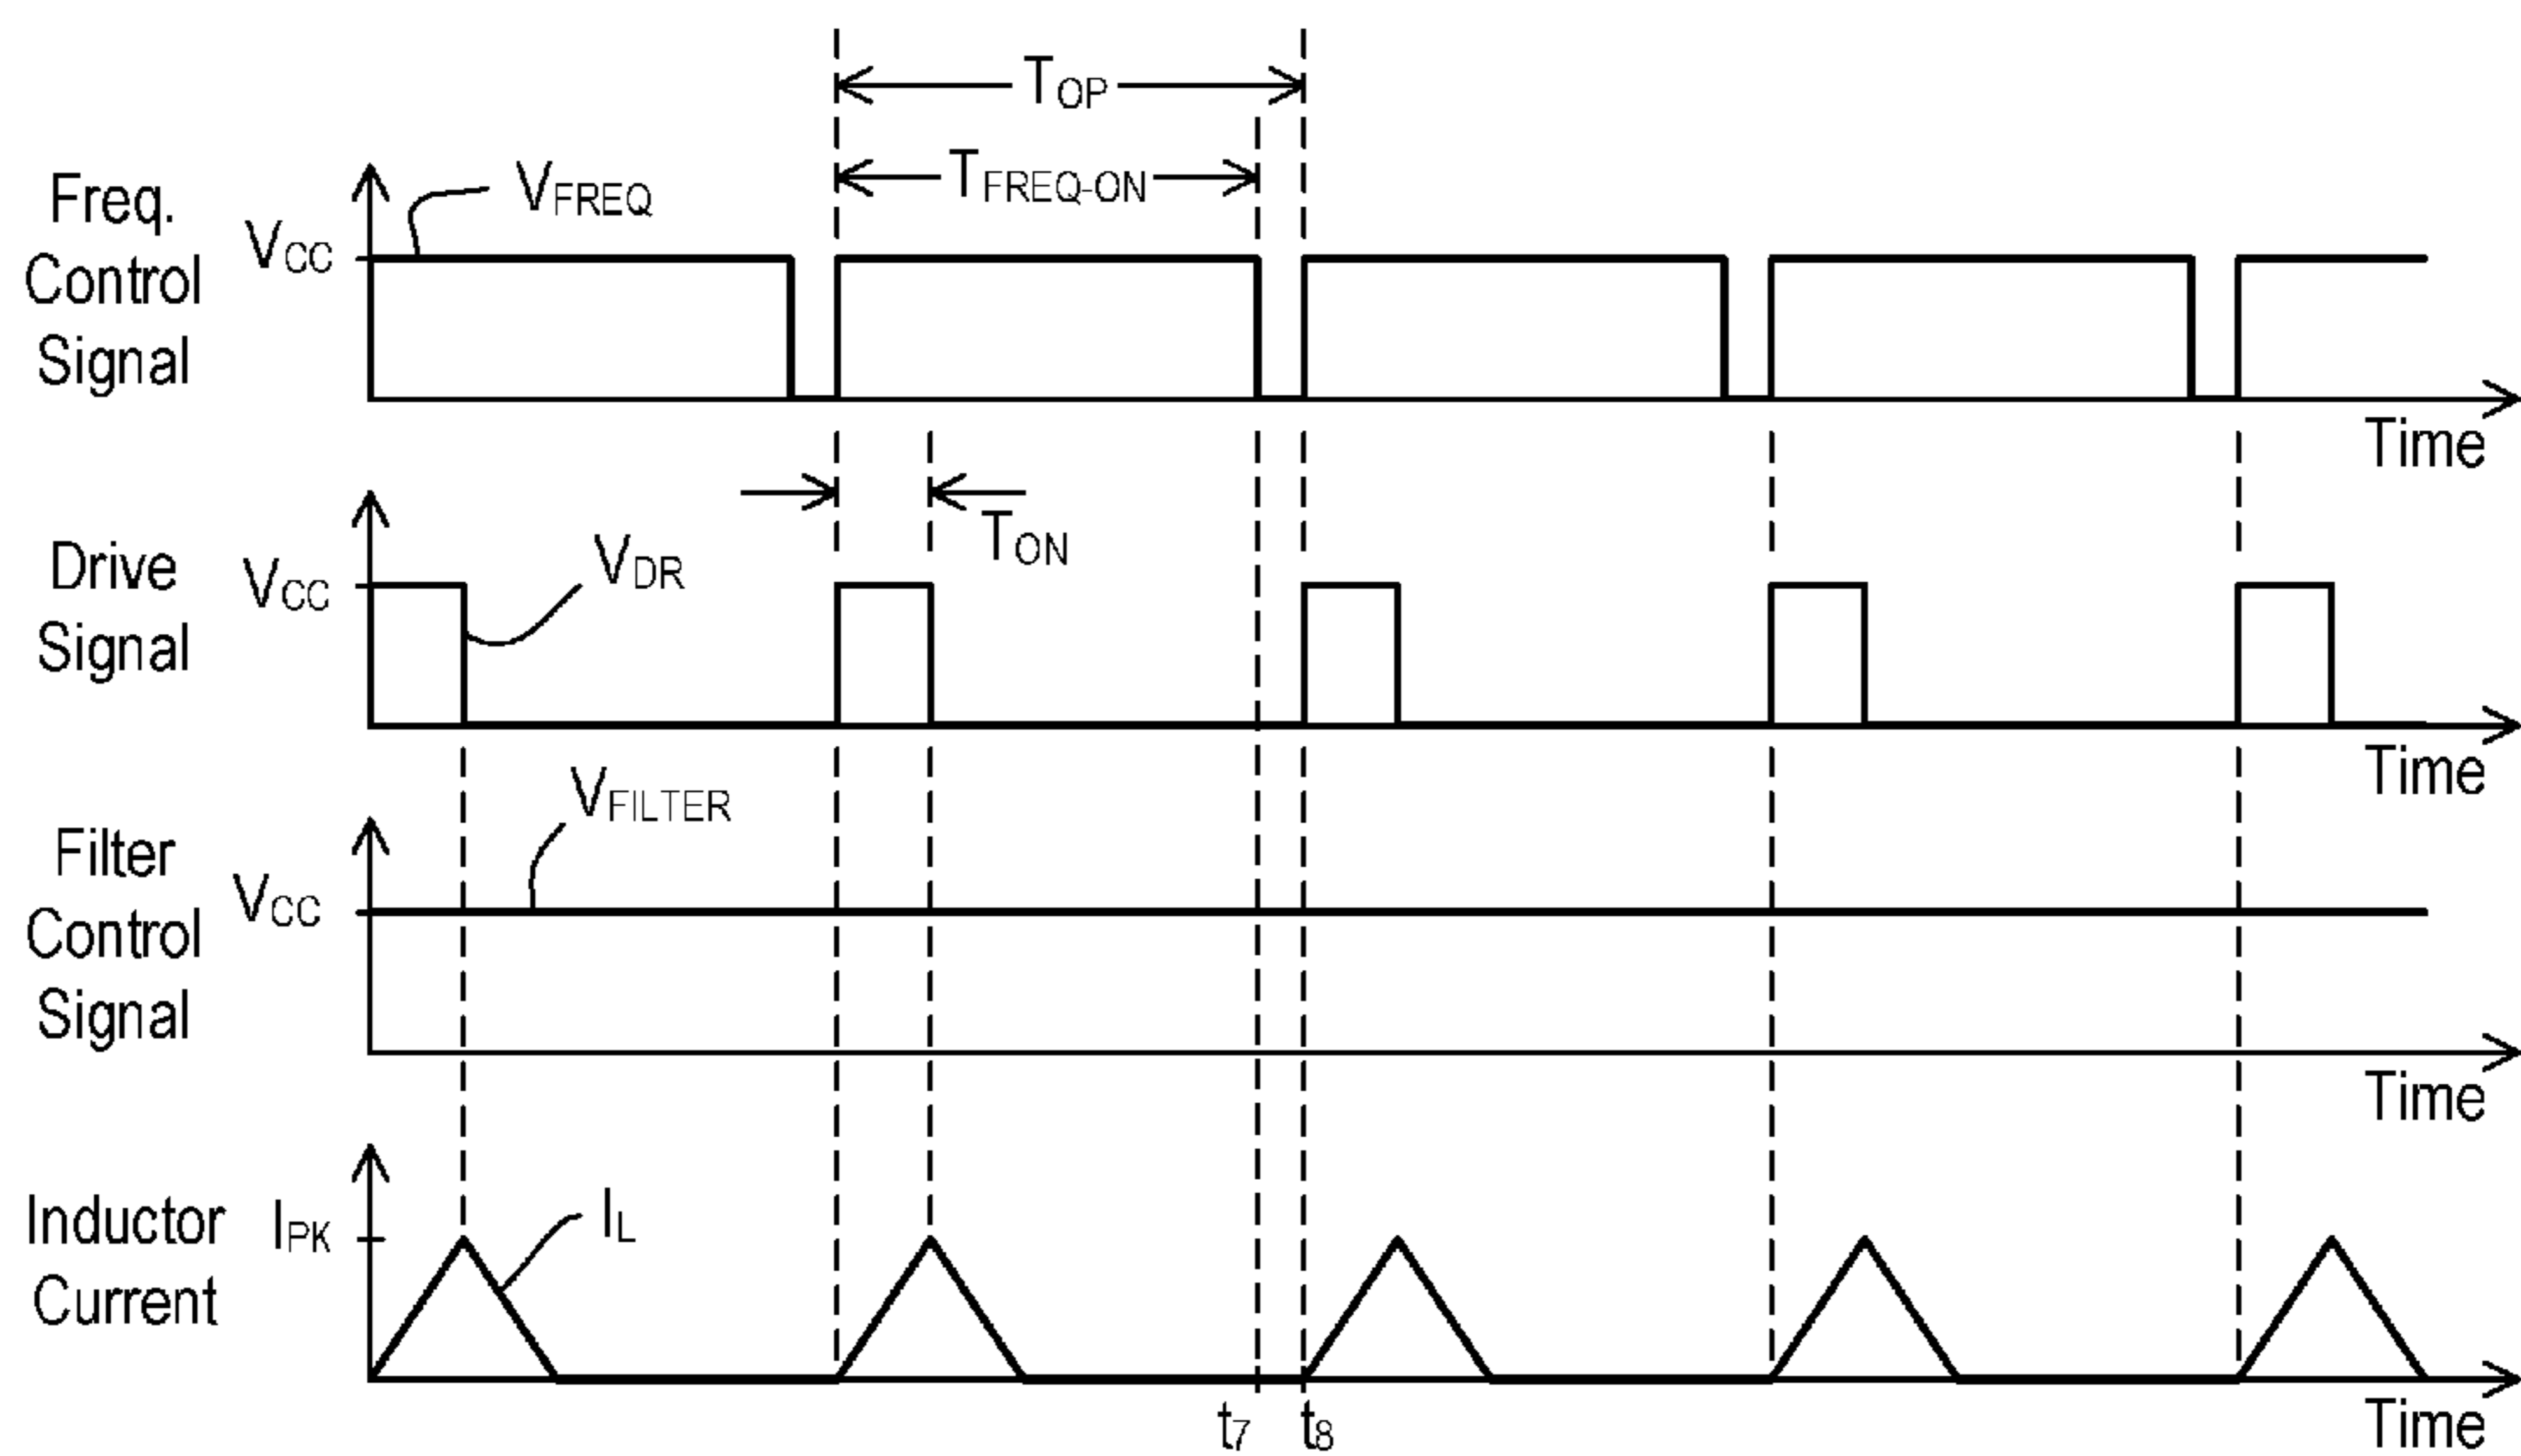 TOP
TFREQ-ON
Freq.
Control
Signal
VCC
VFREQ
Time
Drive
Signal
VCC
VDR
TON
Time
Filter
Control
Signal
VCC
VFILTER
Time
Inductor
Current
IPK
IL
t7
t8
Time